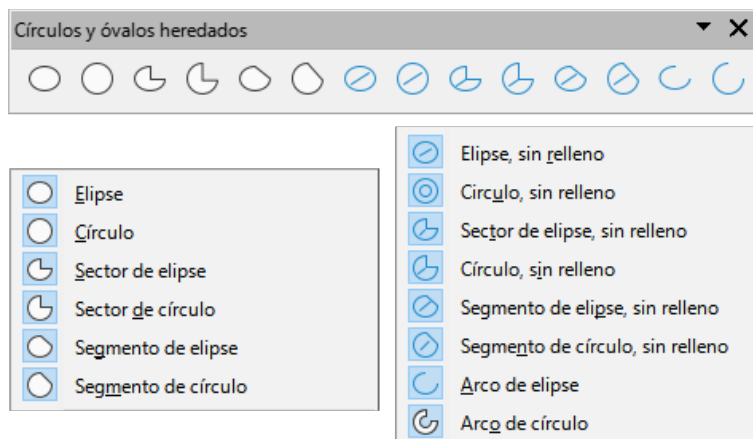 Círculos y óvalos heredados
Elipse
Círculo
Sector de elipse
Sector de círculo
Segmento de elipse
Segmento de círculo
Elipse, sin relleno
Circulo, sin relleno
Sector de elipse, sin relleno
Círculo, sin relleno
Segmento de elipse, sin relleno
Segmento de círculo, sin relleno
Arco de elipse
Arco de círculo